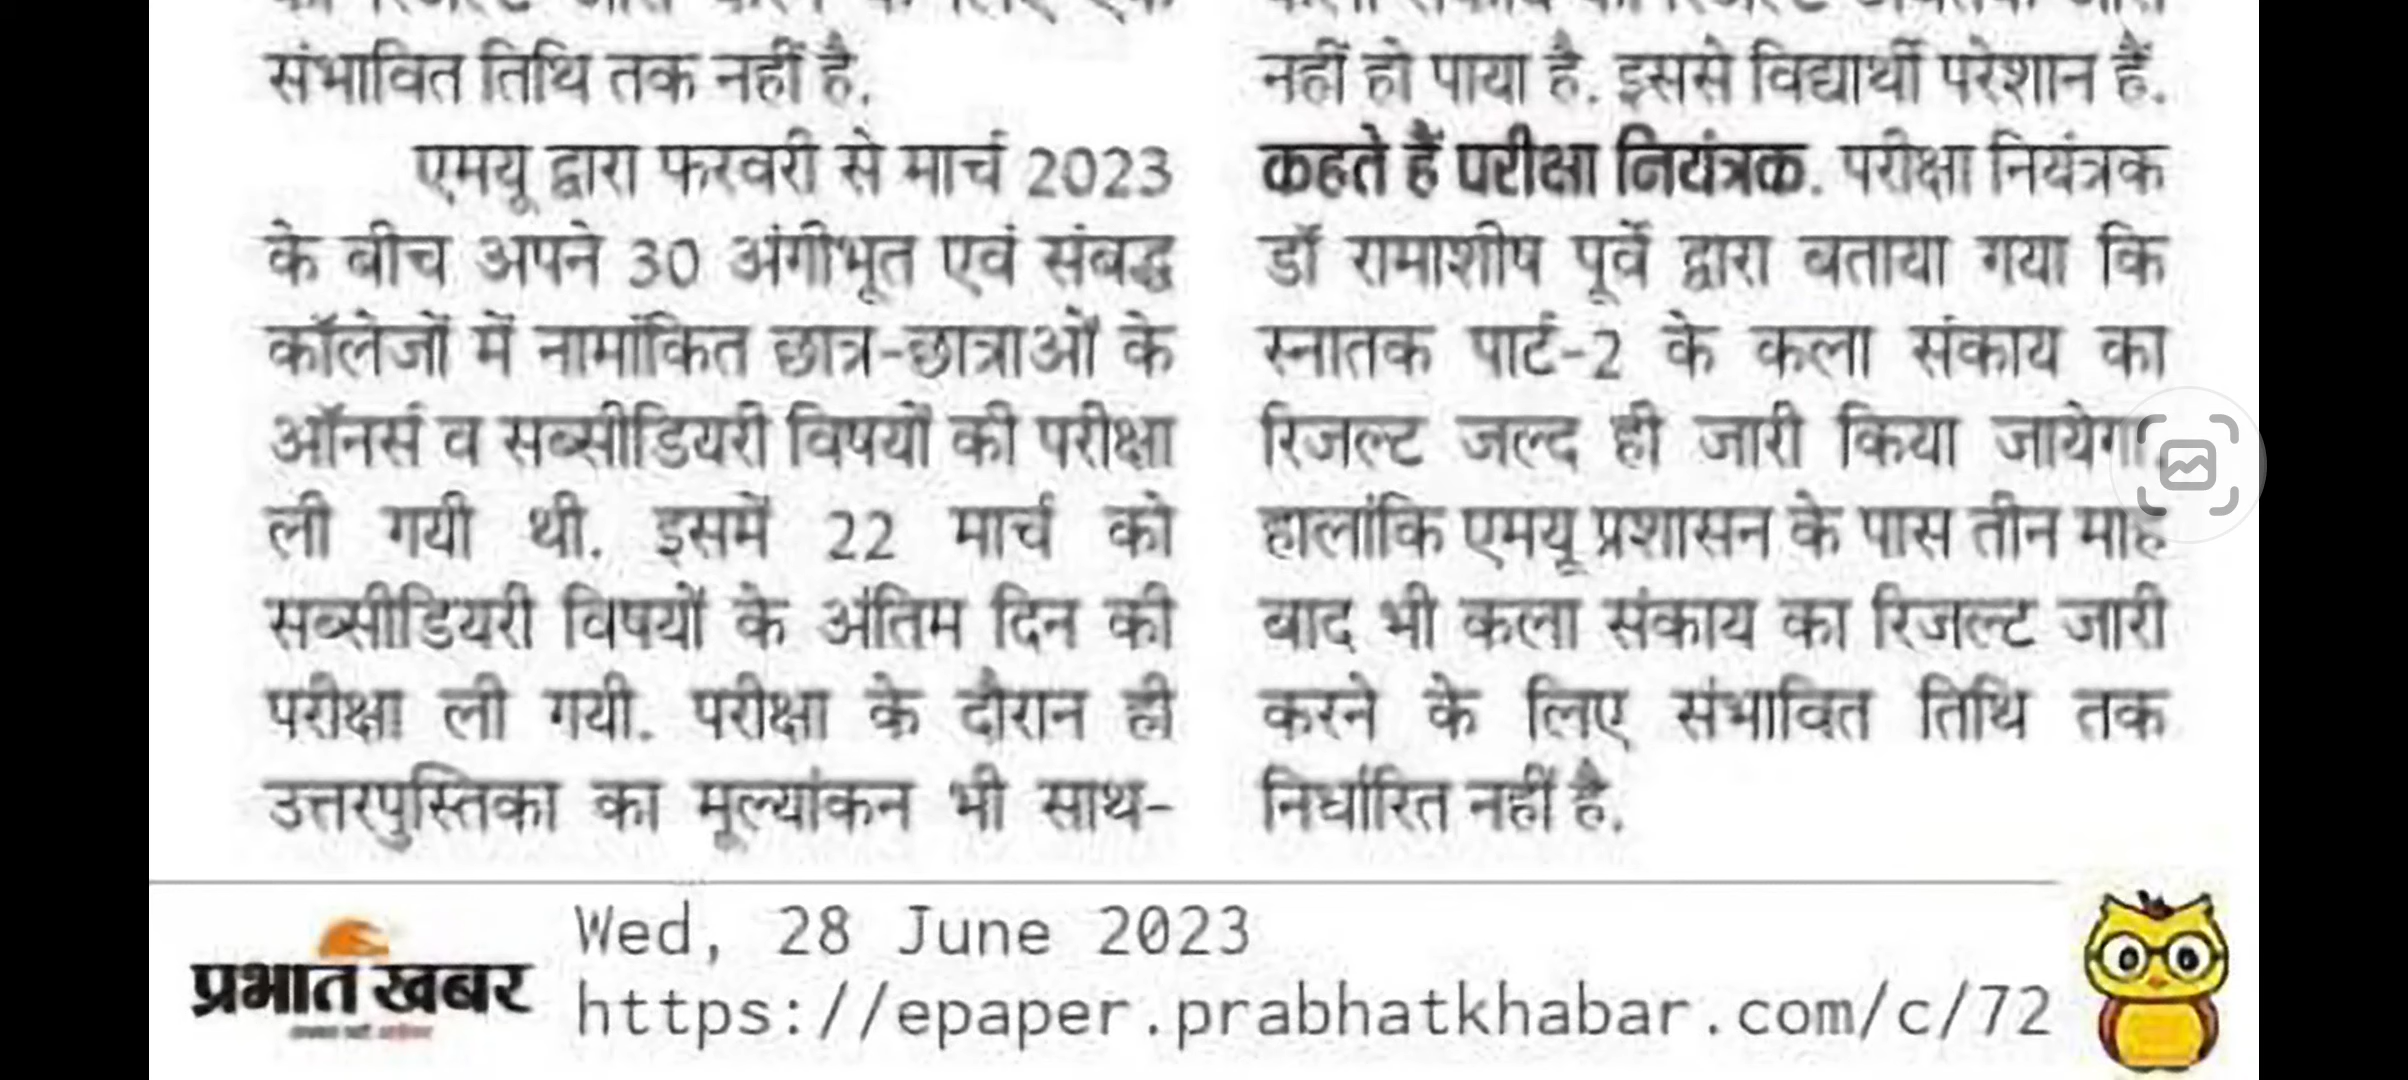 संभावित तिथि तक नहीं है.
एमयू द्वारा फरवरी से मार्च 2023
के बीच अपने 30 अंगीभूत एवं संबद्ध
कॉलेजों में नामांकित छात्र-छात्राओं के
ऑनर्स व सब्सीडियरी विषयों की परीक्षा
ली गयी थी. इसमें 22 मार्च को
सब्सीडियरी विषयों के अंतिम दिन की
परीक्षा ली गयी. परीक्षा के दौरान ही
उत्तरपुस्तिका का मूल्यांकन भी साथ-
नहीं हो पाया है. इससे विद्यार्थी परेशान हैं.
कहते हैं परीक्षा नियंत्रक. परीक्षा नियंत्रक
डॉ रामाशीष पूर्वे द्वारा बताया गया कि
स्नातक पार्ट-2 के कला संकाय का
रिजल्ट जल्द ही जारी किया जायेगा.
हालांकि एमयू प्रशासन के पास तीन माह
बाद भी कला संकाय का रिजल्ट जारी
करने के लिए संभावित तिथि तक
निर्धारित नहीं है.
प्रभात खबर
Wed, 28 June 2023
https://epaper.prabhatkhabar.com/c/72